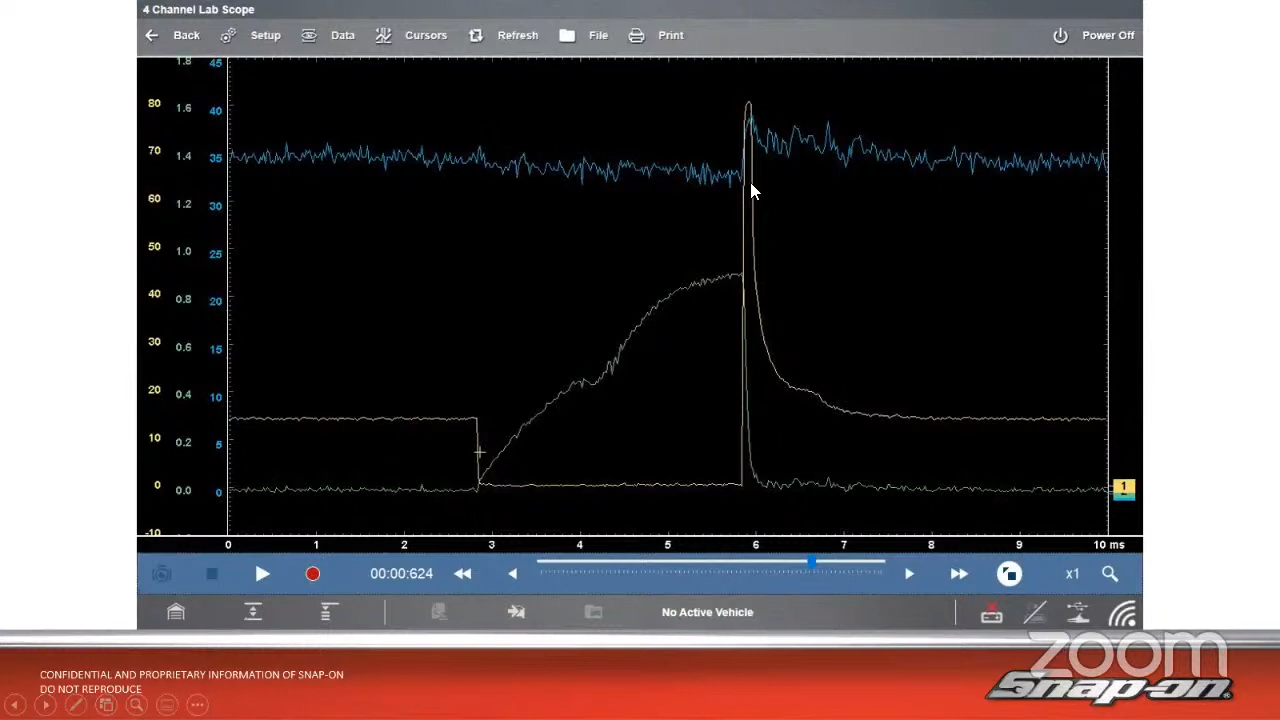 4 Channel Lab Scope
Back Setup Data Cursors Refresh File Print Power Off
1.8 45
80 1.6 40
70 1.4 35
60 1.2 30
50 1.0 25
40 0.8 20
30 0.6 15
20 0.4 10
10 0.2 5
0 0.0 0
-10
1
0 1 2 3 4 5 6 7 8 9 10 ms
00:00:624 x1
No Active Vehicle
zoom
Snap-on
CONFIDENTIAL AND PROPRIETARY INFORMATION OF SNAP-ON
DO NOT REPRODUCE